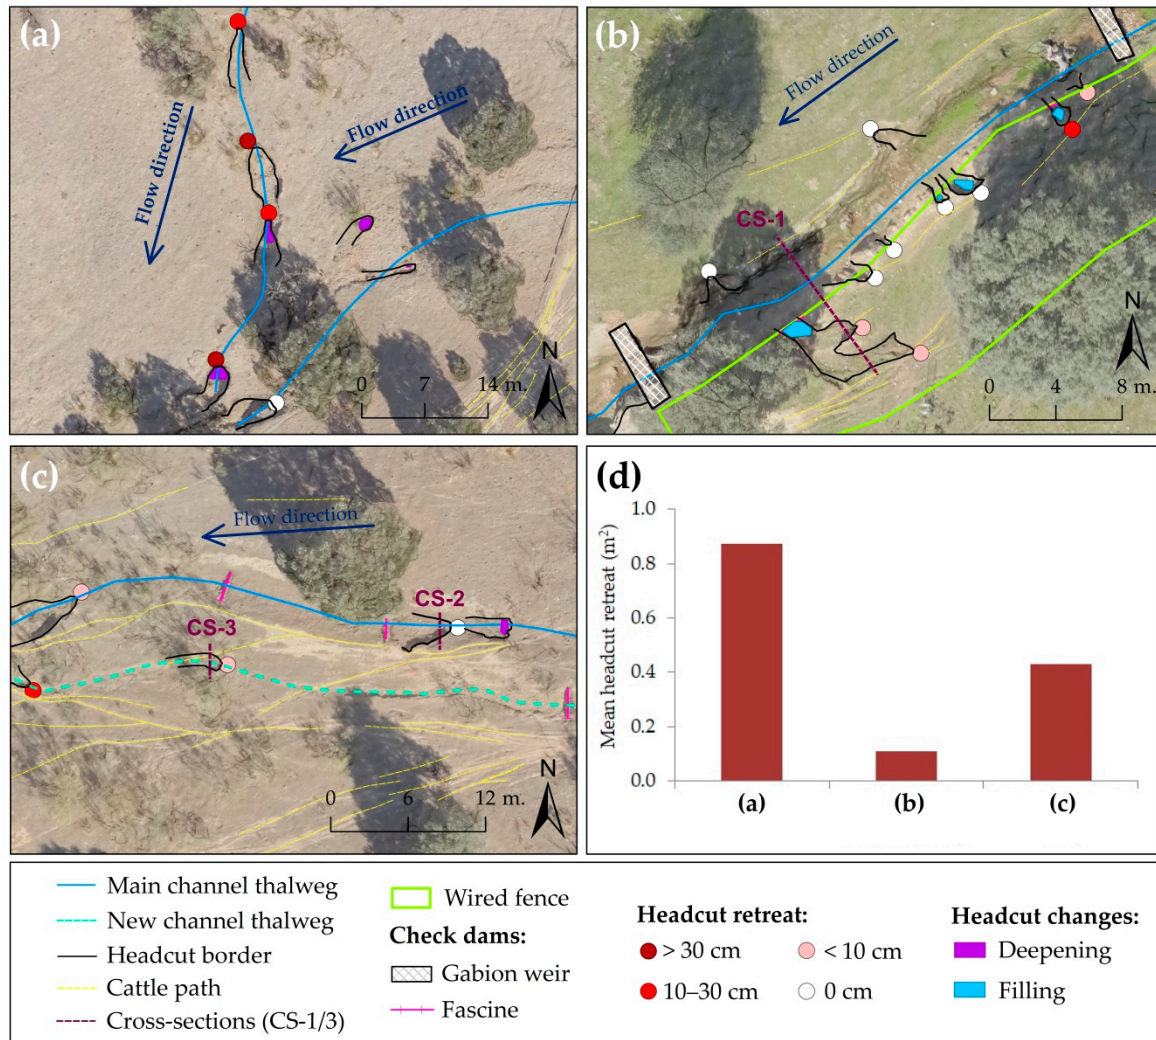 (a)
Flow direction
Flow direction
N
0 7 14 m.
(b)
Flow direction
CS-1
N
0 4 8 m.
(c)
Flow direction
CS-2
CS-3
N
0 6 12 m.
(d)
Mean headcut retreat (m²)
1.0
0.8
0.6
0.4
0.2
0.0
(a) (b) (c)
Main channel thalweg
New channel thalweg
Headcut border
Cattle path
Cross-sections (CS-1/3)
Wired fence
Check dams:
Gabion weir
Fascine
Headcut retreat:
> 30 cm
< 10 cm
10–30 cm
0 cm
Headcut changes:
Deepening
Filling